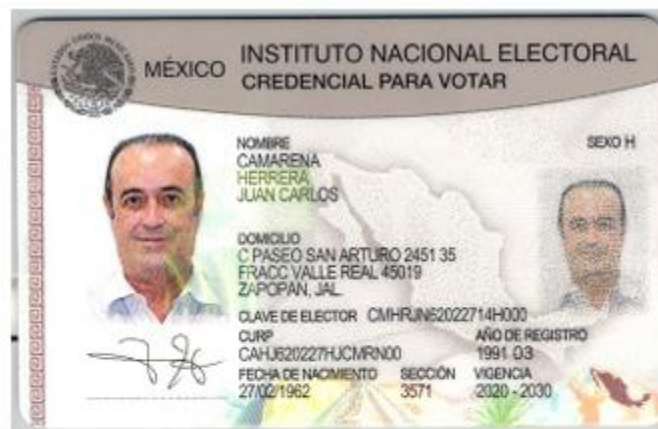 MÉXICO
INSTITUTO NACIONAL ELECTORAL
CREDENCIAL PARA VOTAR
NOMBRE
CAMARENA
HERRERA
JUAN CARLOS
SEXO H
DOMICILIO
C PASEO SAN ARTURO 2451 35
FRACC VALLE REAL 45019
ZAPOPAN, JAL.
CLAVE DE ELECTOR CMHRJN62022714H000
CURP
CAHJ620227HJCMRN00
AÑO DE REGISTRO
1991 03
FECHA DE NACIMIENTO
27/02/1962
SECCIÓN
3571
VIGENCIA
2020 - 2030